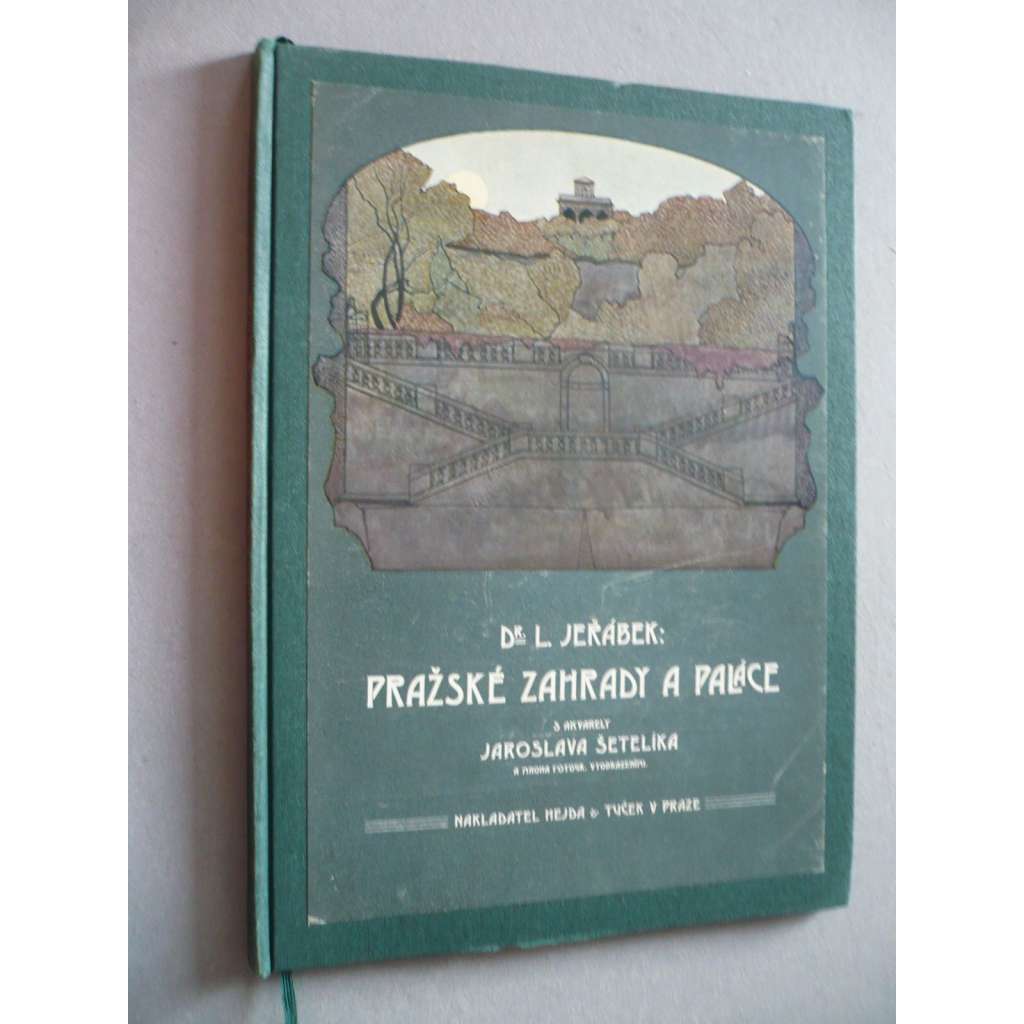 DR. L. JEŘÁBEK:
PRAŽSKÉ ZAHRADY A PALÁCE
S AKVARELY
JAROSLAVA ŠETELÍKA
A MNOHA FOTOGR. VYOBRAZENÍMI.
NAKLADATEL HEJDA & TUČEK V PRAZE